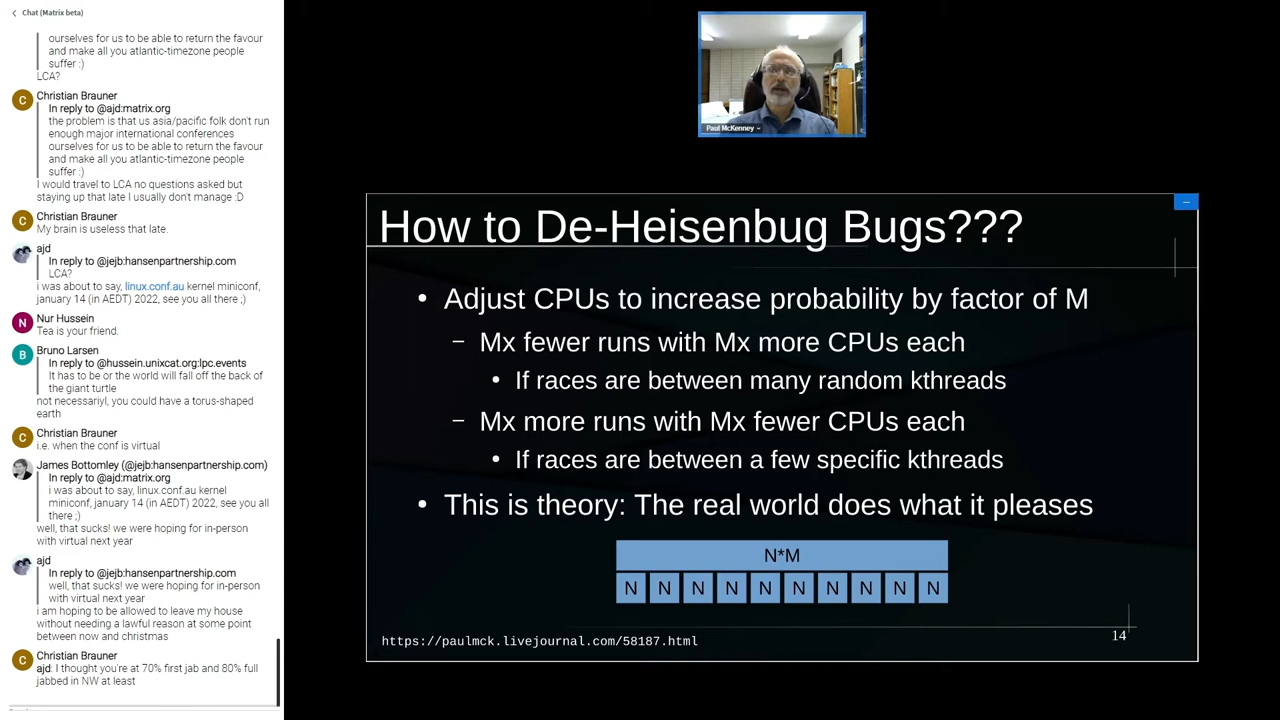 Chat (Matrix beta)
ourselves for us to be able to return the favour
and make all you atlantic-timezone people
suffer :)
LCA?
C
Christian Brauner
In reply to @ajd:matrix.org
the problem is that us asia/pacific folk don't run
enough major international conferences
ourselves for us to be able to return the favour
and make all you atlantic-timezone people
suffer :)
I would travel to LCA no questions asked but
staying up that late I usually don't manage :D
C
Christian Brauner
My brain is useless that late.
ajd
In reply to @jejb:hansenpartnership.com
LCA?
i was about to say, linux.conf.au kernel miniconf,
january 14 (in AEDT) 2022, see you all there ;)
N
Nur Hussein
Tea is your friend.
B
Bruno Larsen
In reply to @hussein.unixcat.org:lpc.events
It has to be or the world will fall off the back of
the giant turtle
not necessariyl, you could have a torus-shaped
earth
C
Christian Brauner
i.e. when the conf is virtual
James Bottomley (@jejb:hansenpartnership.com)
In reply to @ajd:matrix.org
i was about to say, linux.conf.au kernel
miniconf, january 14 (in AEDT) 2022, see you all
there ;)
well, that sucks! we were hoping for in-person
with virtual next year
ajd
In reply to @jejb:hansenpartnership.com
well, that sucks! we were hoping for in-person
with virtual next year
i am hoping to be allowed to leave my house
without needing a lawful reason at some point
between now and christmas
C
Christian Brauner
ajd: I thought you're at 70% first jab and 80% full
jabbed in NW at least
Paul McKenney
How to De-Heisenbug Bugs???
• Adjust CPUs to increase probability by factor of M
– Mx fewer runs with Mx more CPUs each
• If races are between many random kthreads
– Mx more runs with Mx fewer CPUs each
• If races are between a few specific kthreads
• This is theory: The real world does what it pleases
N*M
N N N N N N N N N N
https://paulmck.livejournal.com/58187.html
14